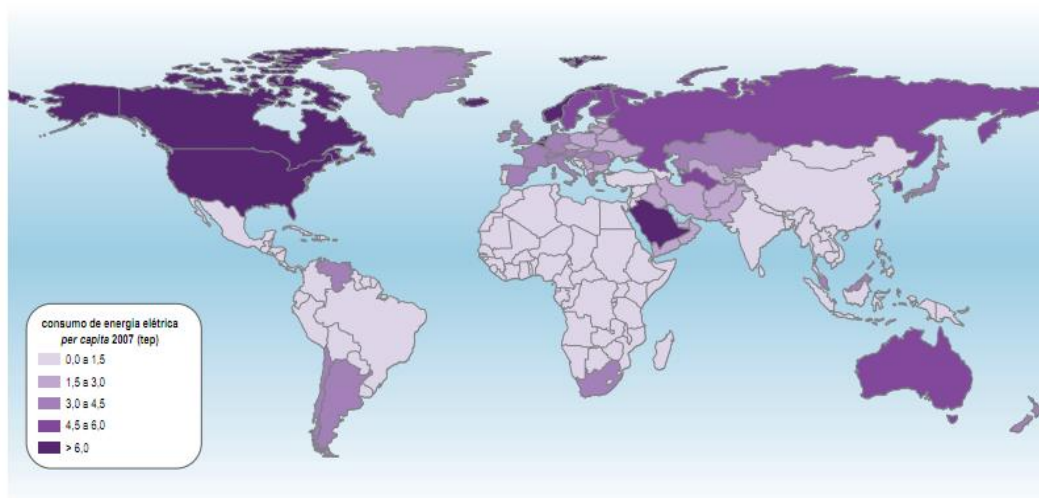 consumo de energia elétrica
per capita 2007 (tep)
0,0 a 1,5
1,5 a 3,0
3,0 a 4,5
4,5 a 6,0
> 6,0